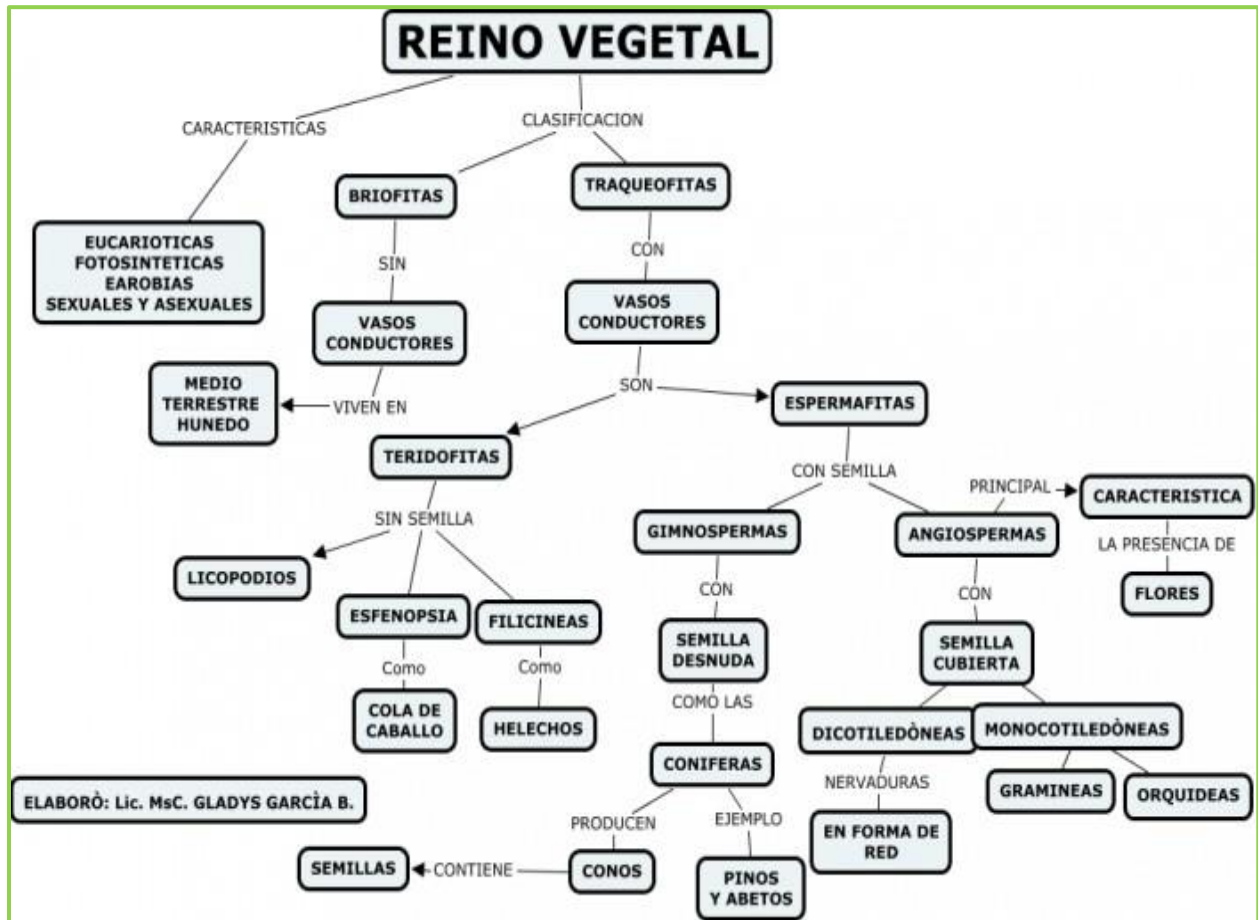 REINO VEGETAL
CARACTERISTICAS
CLASIFICACION
BRIOFITAS
TRAQUEOFITAS
EUCARIOTICAS
FOTOSINTETICAS
EAROBIAS
SEXUALES Y ASEXUALES
SIN
CON
VASOS
CONDUCTORES
VASOS
CONDUCTORES
MEDIO
TERRESTRE
HUNEDO
VIVEN EN
SON
ESPERMAFITAS
TERIDOFITAS
CON SEMILLA
PRINCIPAL
CARACTERISTICA
SIN SEMILLA
GIMNOSPERMAS
ANGIOSPERMAS
LA PRESENCIA DE
LICOPODIOS
CON
CON
FLORES
ESFENOPSIA
FILICINEAS
SEMILLA
DESNUDA
SEMILLA
CUBIERTA
Como
Como
COLA DE
CABALLO
HELECHOS
COMO LAS
DICOTILEDÒNEAS
MONOCOTILEDÒNEAS
CONIFERAS
NERVADURAS
GRAMINEAS
ORQUIDEAS
ELABORÒ: Lic. MsC. GLADYS GARCÌA B.
PRODUCEN
EJEMPLO
EN FORMA DE
RED
SEMILLAS
CONTIENE
CONOS
PINOS
Y ABETOS